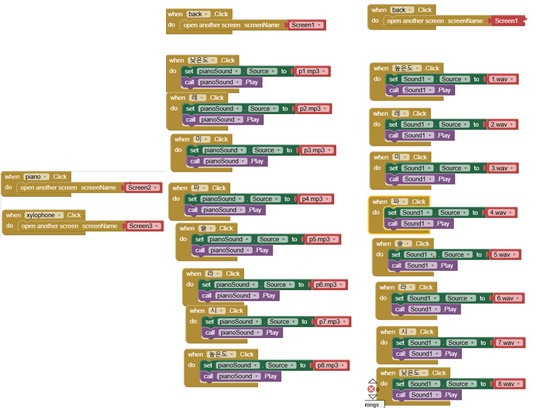 when piano .Click
do open another screen screenName Screen2
when xylophone .Click
do open another screen screenName Screen3
when back .Click
do open another screen screenName Screen1
when 낮은도 .Click
do set pianoSound . Source to p1.mp3
call pianoSound .Play
when 레 .Click
do set pianoSound . Source to p2.mp3
call pianoSound .Play
when 미 .Click
do set pianoSound . Source to p3.mp3
call pianoSound .Play
when 파 .Click
do set pianoSound . Source to p4.mp3
call pianoSound .Play
when 솔 .Click
do set pianoSound . Source to p5.mp3
call pianoSound .Play
when 라 .Click
do set pianoSound . Source to p6.mp3
call pianoSound .Play
when 시 .Click
do set pianoSound . Source to p7.mp3
call pianoSound .Play
when 높은도 .Click
do set pianoSound . Source to p8.mp3
call pianoSound .Play
when back .Click
do open another screen screenName Screen1
when 높은도 .Click
do set Sound1 . Source to 1.wav
call Sound1 .Play
when 레 .Click
do set Sound1 . Source to 2.wav
call Sound1 .Play
when 미 .Click
do set Sound1 . Source to 3.wav
call Sound1 .Play
when 파 .Click
do set Sound1 . Source to 4.wav
call Sound1 .Play
when 솔 .Click
do set Sound1 . Source to 5.wav
call Sound1 .Play
when 라 .Click
do set Sound1 . Source to 6.wav
call Sound1 .Play
when 시 .Click
do set Sound1 . Source to 7.wav
call Sound1 .Play
when 낮은도 .Click
do set Sound1 . Source to 8.wav
call Sound1 .Play
nings